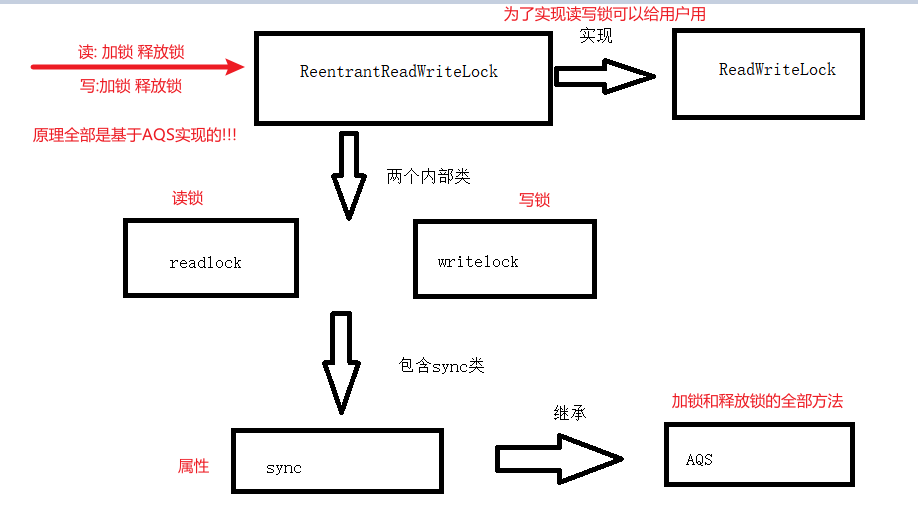 为了实现读写锁可以给用户用
实现
读: 加锁 释放锁
ReentrantReadWriteLock
ReadWriteLock
写:加锁 释放锁
原理全部是基于AQS实现的!!!
两个内部类
读锁
写锁
readlock
writelock
包含sync类
加锁和释放锁的全部方法
继承
属性
sync
AQS